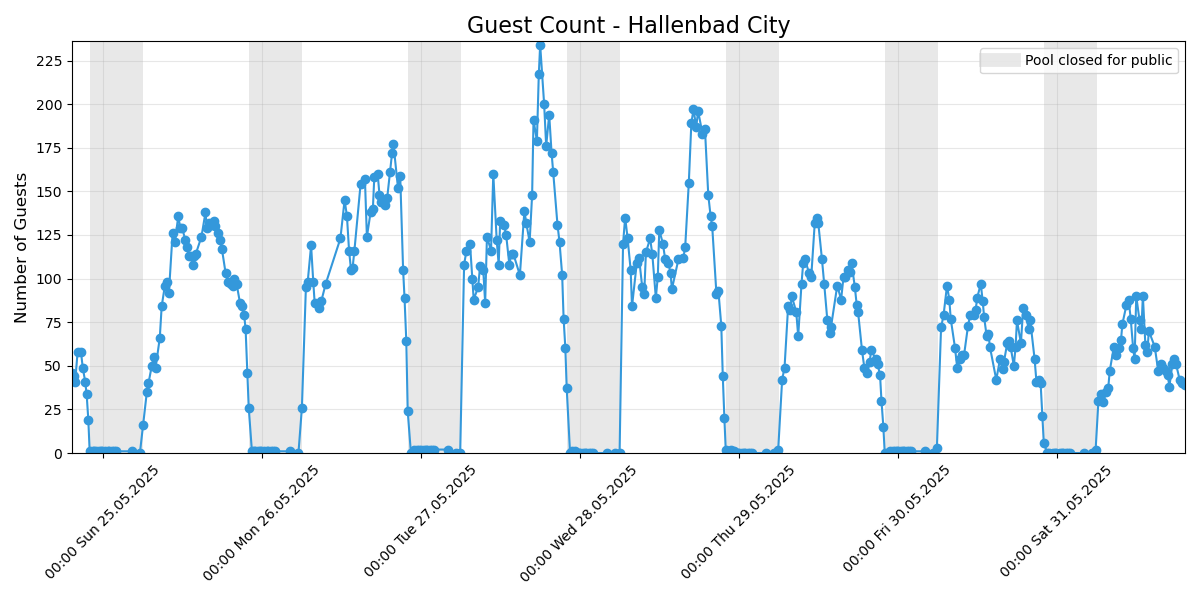 Guest Count - Hallenbad City
Pool closed for public
Number of Guests
225
200
175
150
125
100
75
50
25
0
00:00 Sun 25.05.2025
00:00 Mon 26.05.2025
00:00 Tue 27.05.2025
00:00 Wed 28.05.2025
00:00 Thu 29.05.2025
00:00 Fri 30.05.2025
00:00 Sat 31.05.2025